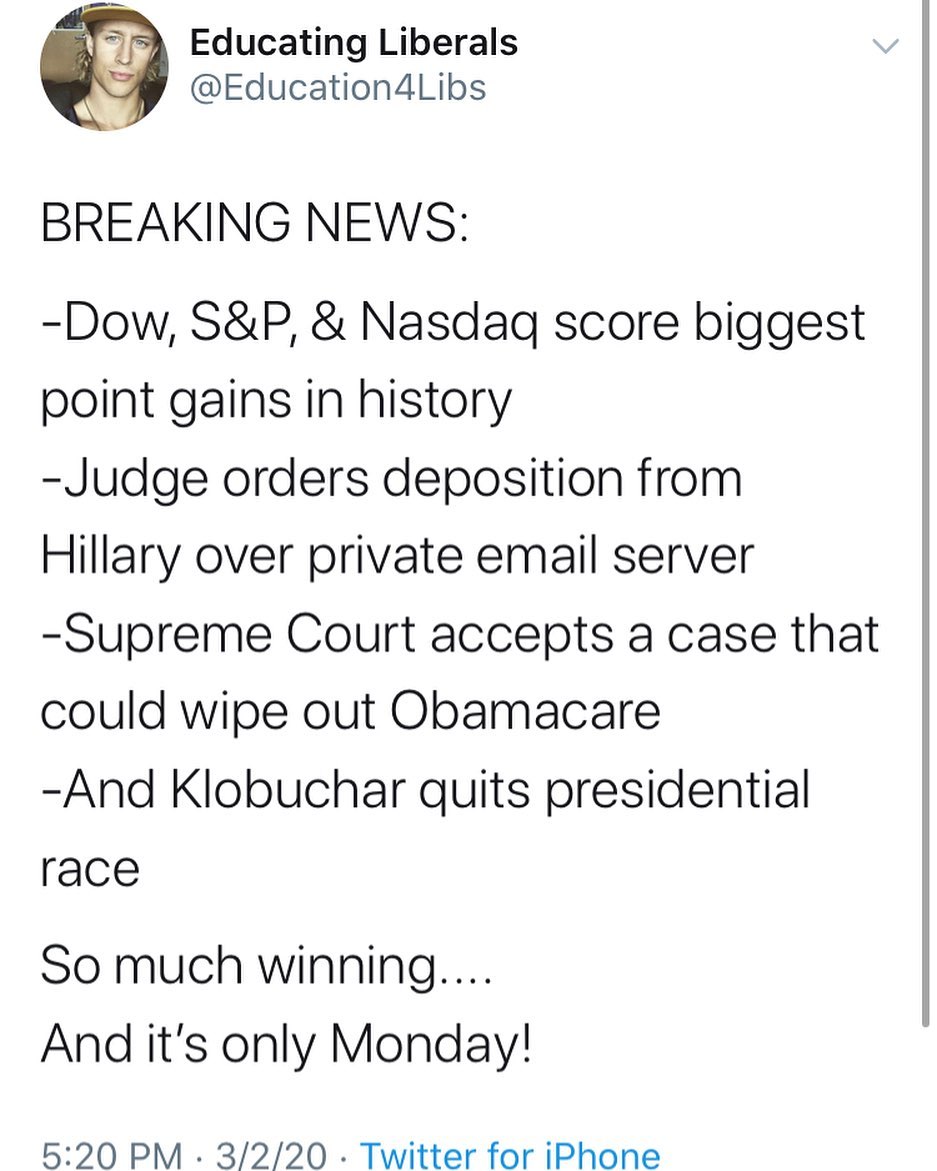 Educating Liberals
@Education4Libs
BREAKING NEWS:
-Dow, S&P, & Nasdaq score biggest
point gains in history
-Judge orders deposition from
Hillary over private email server
-Supreme Court accepts a case that
could wipe out Obamacare
-And Klobuchar quits presidential
race
So much winning....
And it's only Monday!
5:20 PM · 3/2/20 · Twitter for iPhone